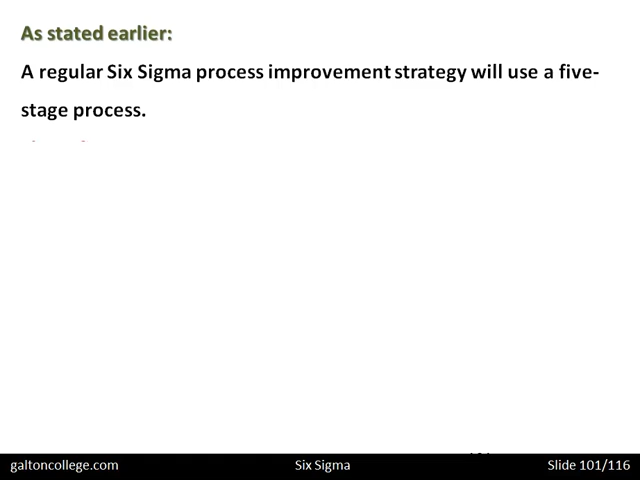 As stated earlier:
A regular Six Sigma process improvement strategy will use a five-
stage process.
galtoncollege.com Six Sigma Slide 101/116